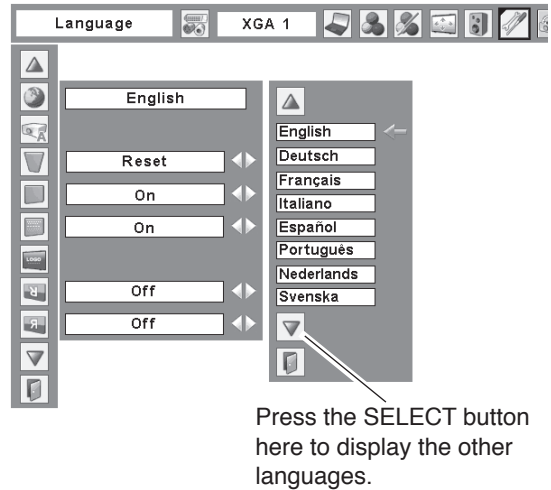 Language
XGA 1
English
Reset
On
On
Off
Off
LOGO
English
Deutsch
Français
Italiano
Español
Português
Nederlands
Svenska
Press the SELECT button
here to display the other
languages.